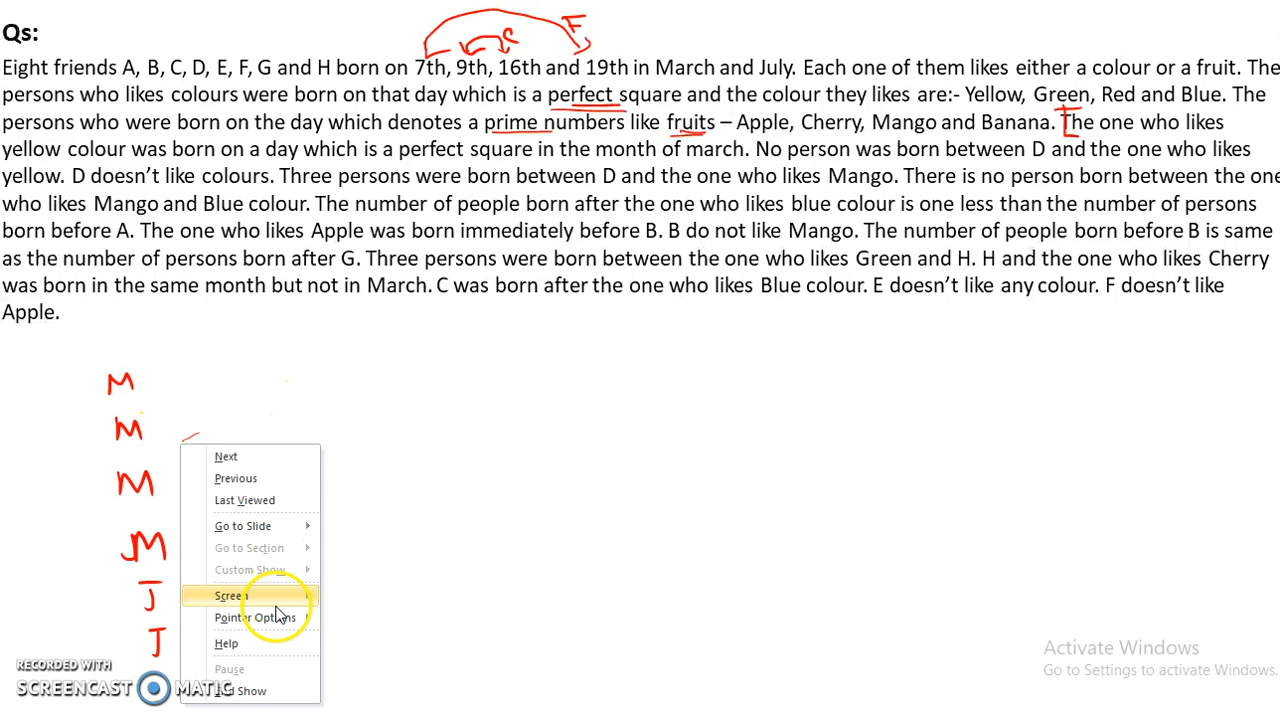 Qs:
C F
Eight friends A, B, C, D, E, F, G and H born on 7th, 9th, 16th and 19th in March and July. Each one of them likes either a colour or a fruit. The
persons who likes colours were born on that day which is a perfect square and the colour they likes are:- Yellow, Green, Red and Blue. The
persons who were born on the day which denotes a prime numbers like fruits – Apple, Cherry, Mango and Banana. The one who likes
yellow colour was born on a day which is a perfect square in the month of march. No person was born between D and the one who likes
yellow. D doesn’t like colours. Three persons were born between D and the one who likes Mango. There is no person born between the one
who likes Mango and Blue colour. The number of people born after the one who likes blue colour is one less than the number of persons
born before A. The one who likes Apple was born immediately before B. B do not like Mango. The number of people born before B is same
as the number of persons born after G. Three persons were born between the one who likes Green and H. H and the one who likes Cherry
was born in the same month but not in March. C was born after the one who likes Blue colour. E doesn’t like any colour. F doesn’t like
Apple.
M
M
M
M
J
J
Next
Previous
Last Viewed
Go to Slide
Go to Section
Custom Show
Screen
Pointer Options
Help
Pause
End Show
Activate Windows
Go to Settings to activate Windows.
RECORDED WITH
SCREENCAST MATIC